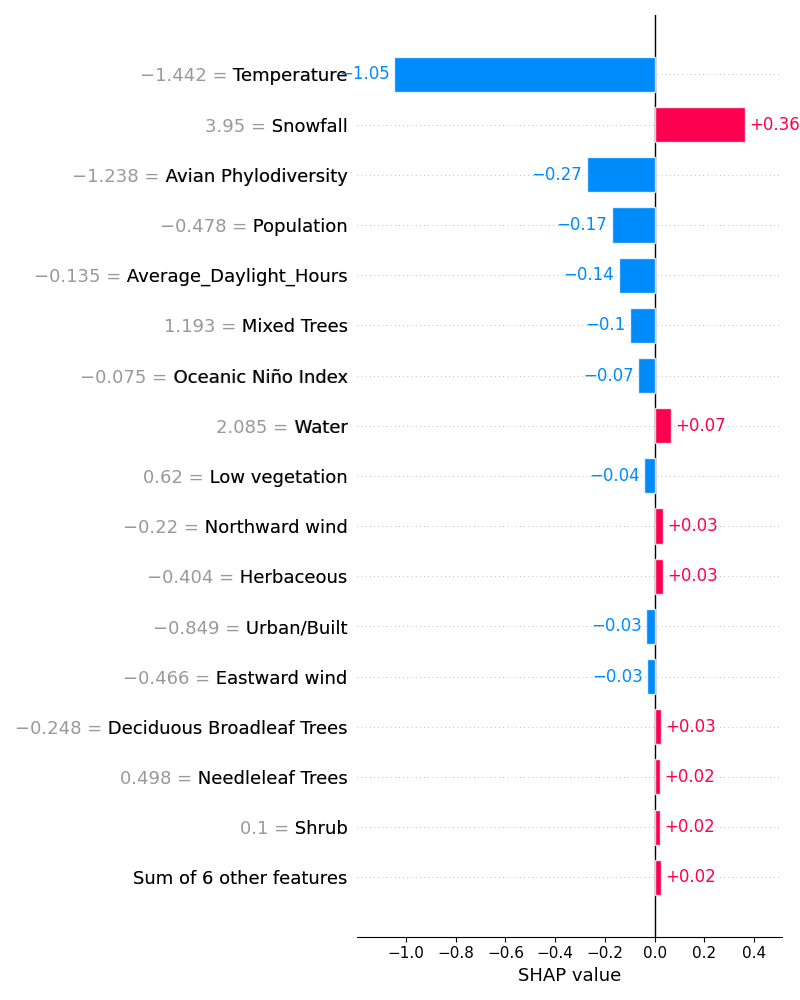 −1.442 = Temperature −1.05
3.95 = Snowfall +0.36
−1.238 = Avian Phylodiversity −0.27
−0.478 = Population −0.17
−0.135 = Average_Daylight_Hours −0.14
1.193 = Mixed Trees −0.1
−0.075 = Oceanic Niño Index −0.07
2.085 = Water +0.07
0.62 = Low vegetation −0.04
−0.22 = Northward wind +0.03
−0.404 = Herbaceous +0.03
−0.849 = Urban/Built −0.03
−0.466 = Eastward wind −0.03
−0.248 = Deciduous Broadleaf Trees +0.03
0.498 = Needleleaf Trees +0.02
0.1 = Shrub +0.02
Sum of 6 other features +0.02
−1.0 −0.8 −0.6 −0.4 −0.2 0.0 0.2 0.4
SHAP value